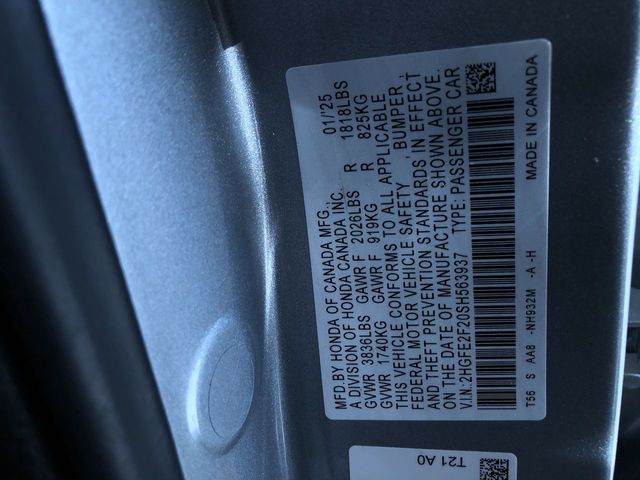 MFD.BY HONDA OF CANADA MFG. 01/25
A DIVISION OF HONDA CANADA INC.
GVWR 3836LBS GAWR F 2026LBS R 1818LBS
GVWR 1740KG GAWR F 919KG R 825KG
THIS VEHICLE CONFORMS TO ALL APPLICABLE
FEDERAL MOTOR VEHICLE SAFETY, BUMPER,
AND THEFT PREVENTION STANDARDS IN EFFECT
ON THE DATE OF MANUFACTURE SHOWN ABOVE.
V.I.N.:2HGFE2F20SH563937 TYPE: PASSENGER CAR
T56 S AA8 -NH932M -A -H MADE IN CANADA
T21 A0